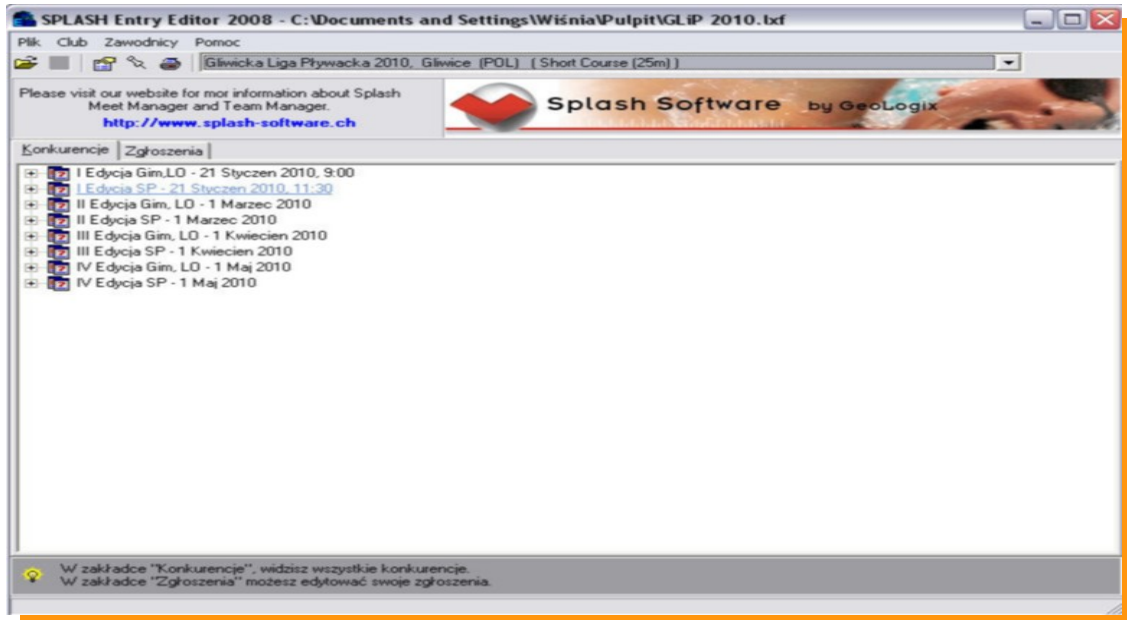 SPLASH Entry Editor 2008 - C:\Documents and Settings\Wiśnia\Pulpit\GLiP 2010.lxf
Plik Club Zawodnicy Pomoc
Gliwicka Liga Pływacka 2010, Gliwice (POL) ( Short Course (25m) )
Please visit our website for mor information about Splash
Meet Manager and Team Manager.
http://www.splash-software.ch
Splash Software by GeoLogix
Konkurencje Zgłoszenia
I Edycja Gim,LO - 21 Styczen 2010, 9:00
I Edycja SP - 21 Styczen 2010, 11:30
II Edycja Gim, LO - 1 Marzec 2010
II Edycja SP - 1 Marzec 2010
III Edycja Gim, LO - 1 Kwiecien 2010
III Edycja SP - 1 Kwiecien 2010
IV Edycja Gim, LO - 1 Maj 2010
IV Edycja SP - 1 Maj 2010
W zakładce "Konkurencje", widzisz wszystkie konkurencje.
W zakładce "Zgłoszenia" możesz edytować swoje zgłoszenia.